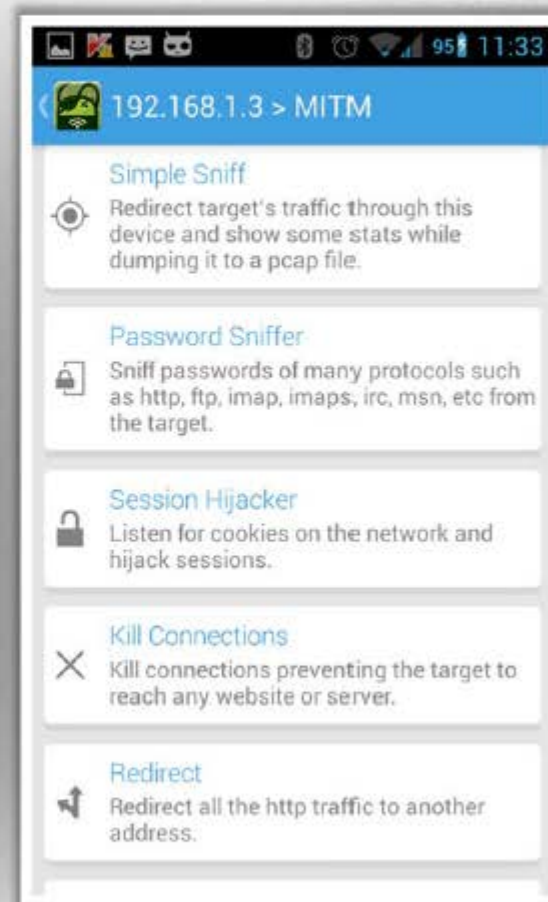 95 11:33
192.168.1.3 > MITM
Simple Sniff
Redirect target's traffic through this
device and show some stats while
dumping it to a pcap file.
Password Sniffer
Sniff passwords of many protocols such
as http, ftp, imap, imaps, irc, msn, etc from
the target.
Session Hijacker
Listen for cookies on the network and
hijack sessions.
Kill Connections
Kill connections preventing the target to
reach any website or server.
Redirect
Redirect all the http traffic to another
address.